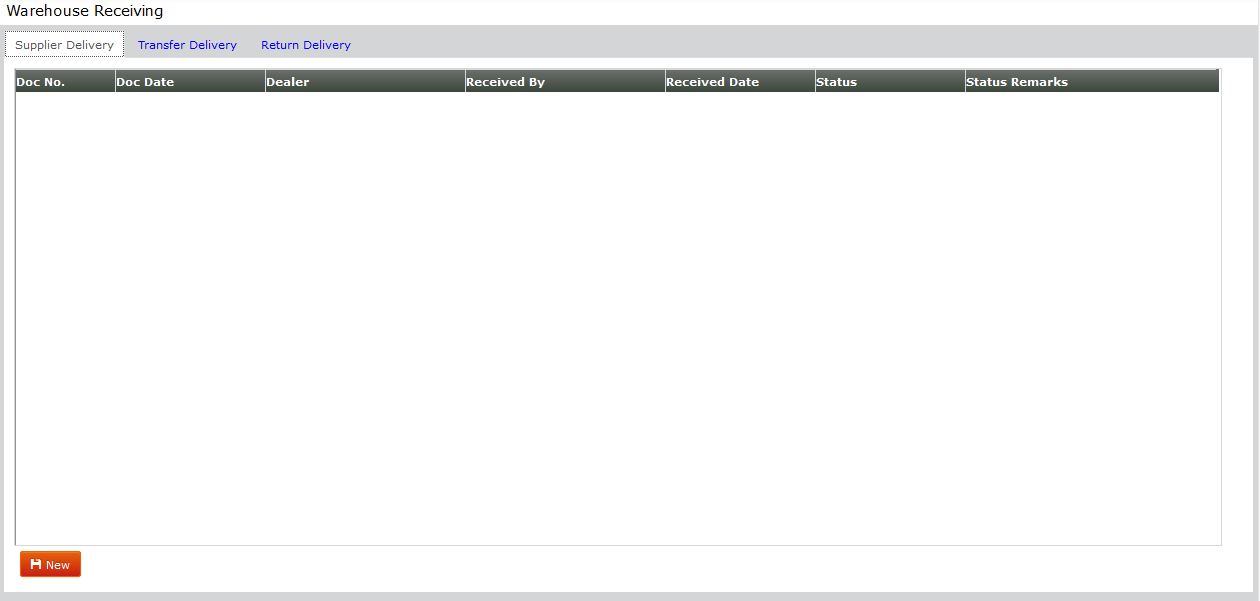 Warehouse Receiving
Supplier Delivery Transfer Delivery Return Delivery
Doc No. Doc Date Dealer Received By Received Date Status Status Remarks
New